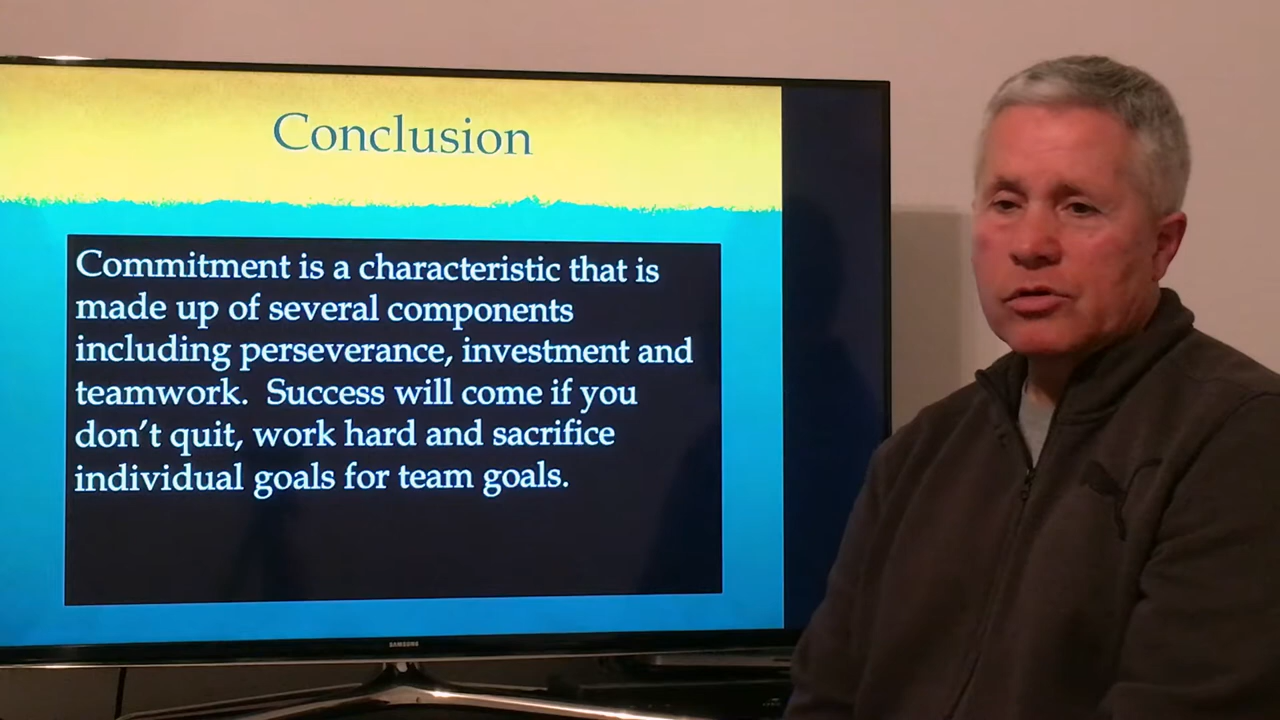 Conclusion
Commitment is a characteristic that is
made up of several components
including perseverance, investment and
teamwork.  Success will come if you
don’t quit, work hard and sacrifice
individual goals for team goals.
SAMSUNG